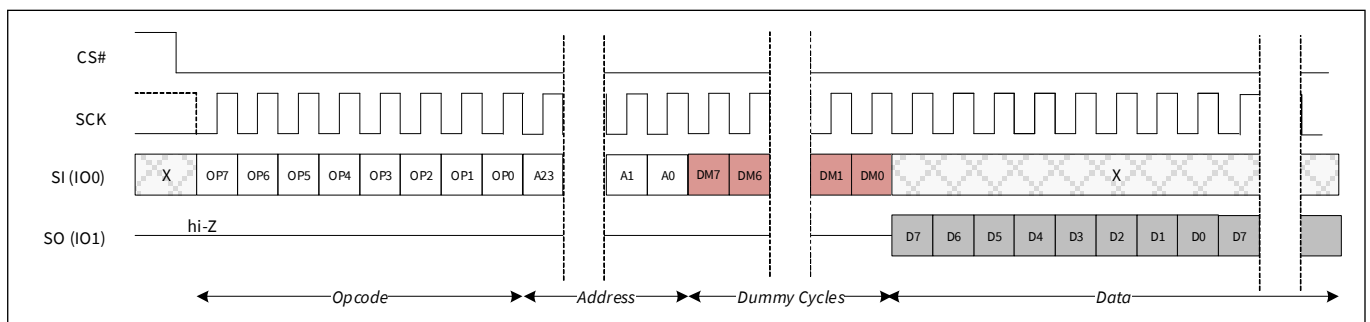 CS#
SCK
SI (IO0) X OP7 OP6 OP5 OP4 OP3 OP2 OP1 OP0 A23 A1 A0 DM7 DM6 DM1 DM0 X
SO (IO1) hi-Z D7 D6 D5 D4 D3 D2 D1 D0 D7
Opcode Address Dummy Cycles Data